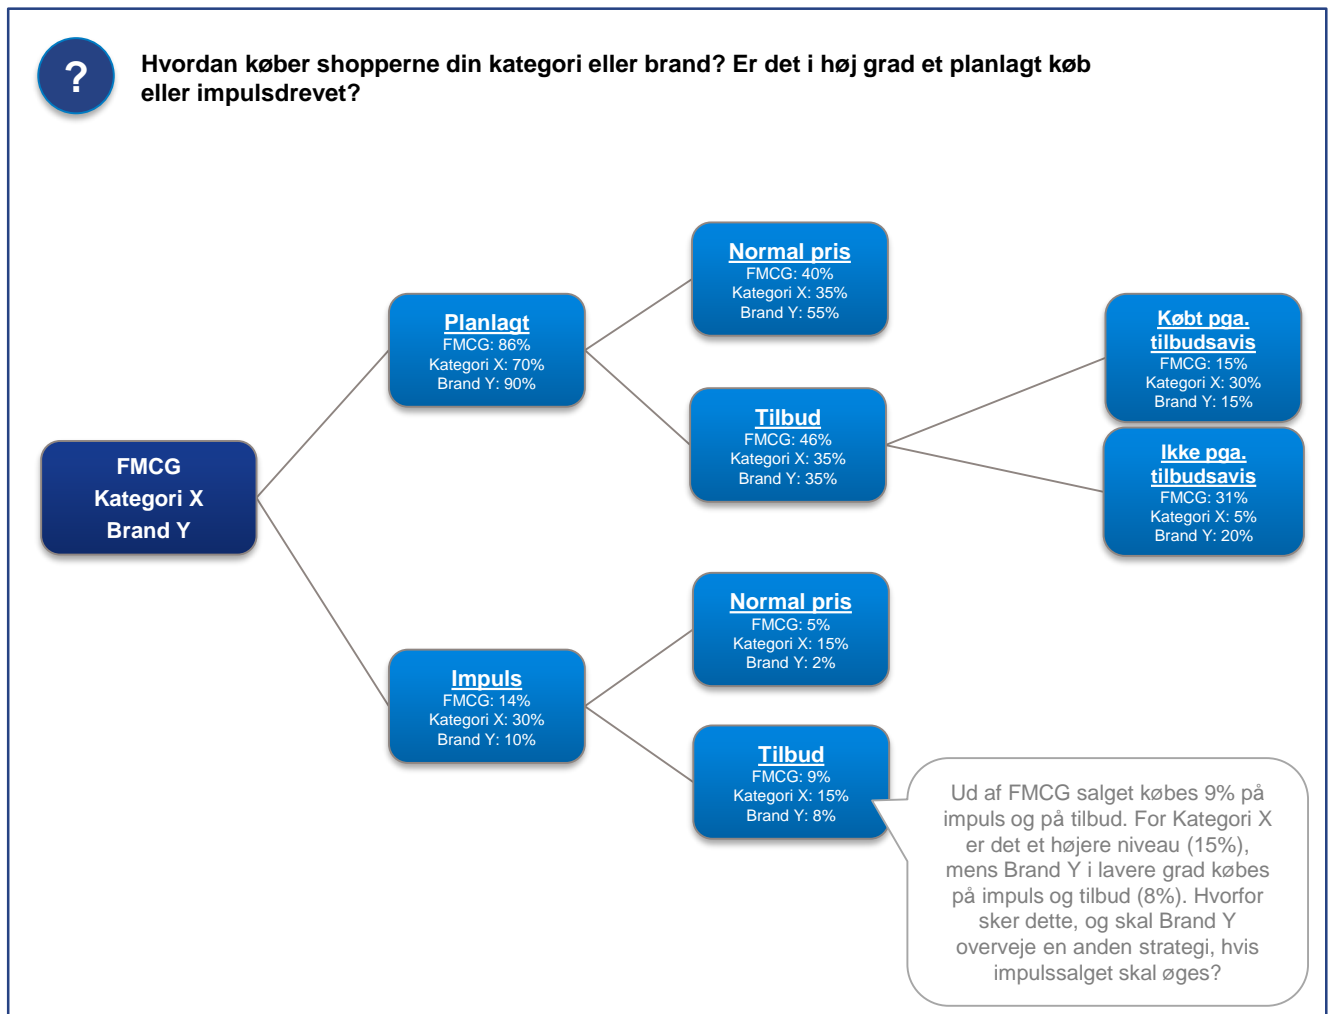 ?
Hvordan køber shopperne din kategori eller brand? Er det i høj grad et planlagt køb
eller impulsdrevet?
FMCG
Kategori X
Brand Y
Planlagt
FMCG: 86%
Kategori X: 70%
Brand Y: 90%
Normal pris
FMCG: 40%
Kategori X: 35%
Brand Y: 55%
Tilbud
FMCG: 46%
Kategori X: 35%
Brand Y: 35%
Købt pga.
tilbudsavis
FMCG: 15%
Kategori X: 30%
Brand Y: 15%
Ikke pga.
tilbudsavis
FMCG: 31%
Kategori X: 5%
Brand Y: 20%
Impuls
FMCG: 14%
Kategori X: 30%
Brand Y: 10%
Normal pris
FMCG: 5%
Kategori X: 15%
Brand Y: 2%
Tilbud
FMCG: 9%
Kategori X: 15%
Brand Y: 8%
Ud af FMCG salget købes 9% på
impuls og på tilbud. For Kategori X
er det et højere niveau (15%),
mens Brand Y i lavere grad købes
på impuls og tilbud (8%). Hvorfor
sker dette, og skal Brand Y
overveje en anden strategi, hvis
impulssalget skal øges?